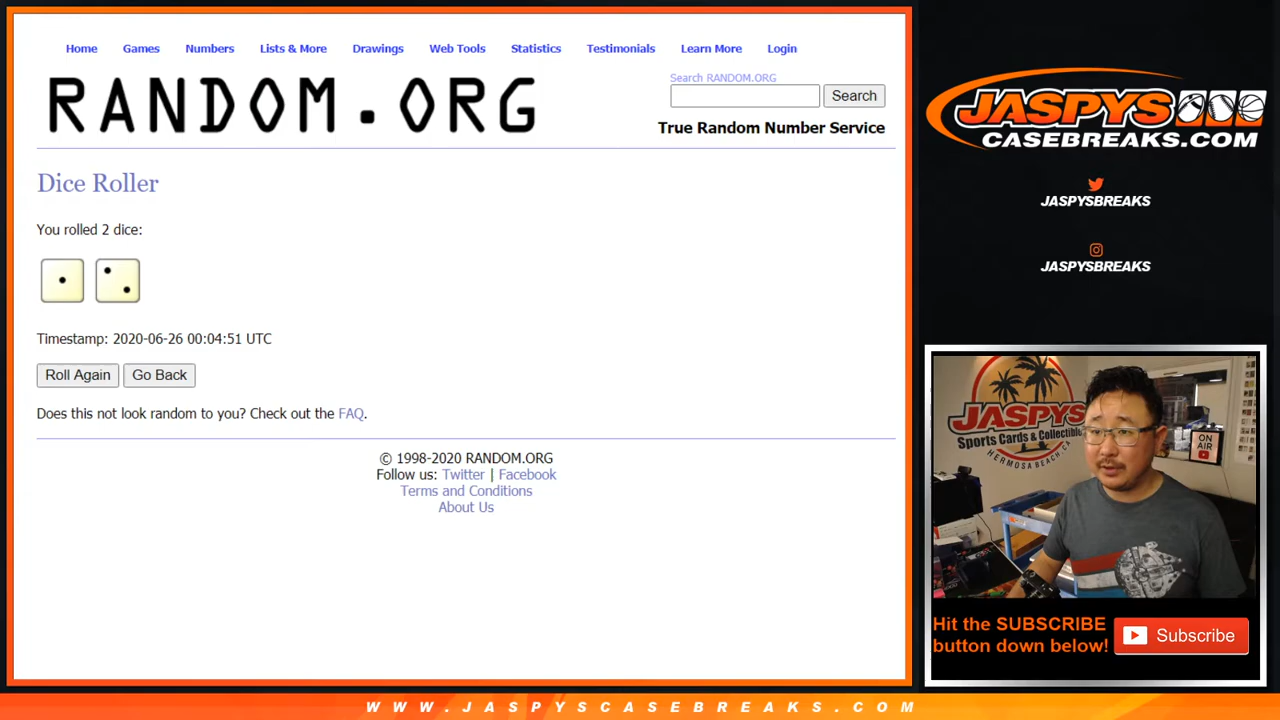 Home Games Numbers Lists & More Drawings Web Tools Statistics Testimonials Learn More Login
RANDOM.ORG
Search RANDOM.ORG
Search
True Random Number Service
Dice Roller
You rolled 2 dice:
Timestamp: 2020-06-26 00:04:51 UTC
Roll Again Go Back
Does this not look random to you? Check out the FAQ.
© 1998-2020 RANDOM.ORG
Follow us: Twitter | Facebook
Terms and Conditions
About Us
JASPYS
CASEBREAKS.COM
JASPYSBREAKS
JASPYSBREAKS
JASPYS
Sports Cards & Collectible
HERMOSA BEACH, CA
ON
AIR
Hit the SUBSCRIBE
button down below!
Subscribe
WWW.JASPYSCASEBREAKS.COM